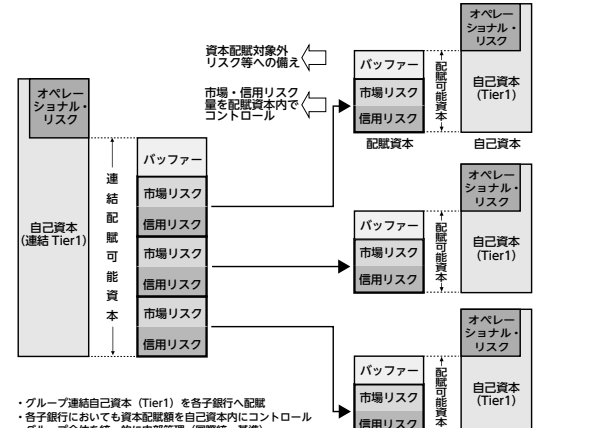 オペレー
ショナル・
リスク
自己資本
(連結 Tier1)
連結配賦可能資本
バッファー
市場リスク
信用リスク
市場リスク
信用リスク
市場リスク
信用リスク
資本配賦対象外
リスク等への備え
市場・信用リスク
量を配賦資本内で
コントロール
バッファー
市場リスク
信用リスク
配賦資本
配賦可能資本
オペレー
ショナル・
リスク
自己資本
(Tier1)
自己資本
バッファー
市場リスク
信用リスク
配賦可能資本
オペレー
ショナル・
リスク
自己資本
(Tier1)
バッファー
市場リスク
信用リスク
配賦可能資本
オペレー
ショナル・
リスク
自己資本
(Tier1)
・グループ連結自己資本（Tier1）を各子銀行へ配賦
・各子銀行においても資本配賦額を自己資本内にコントロール